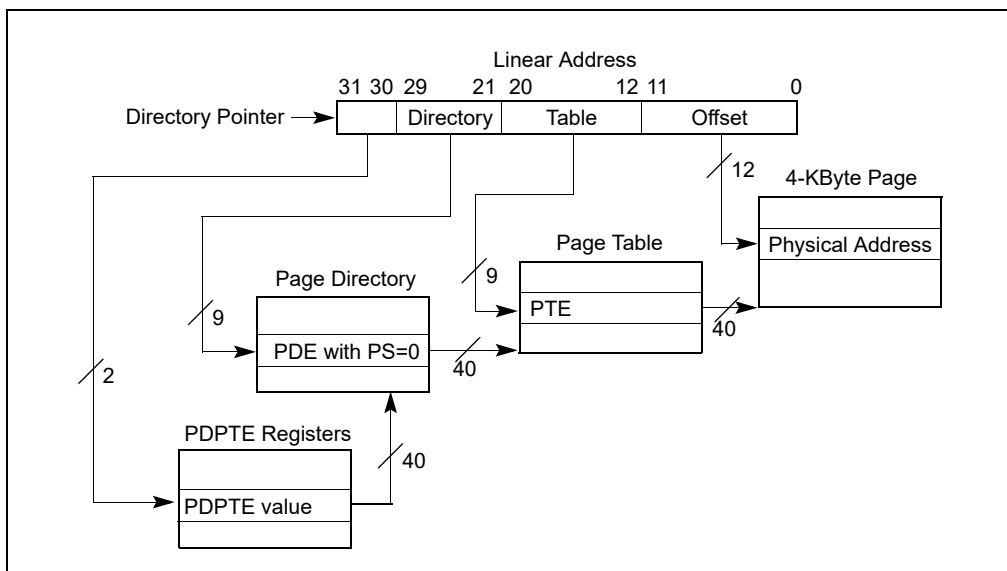 Linear Address
31 30 29 21 20 12 11 0
Directory Pointer
Directory Table Offset
12
4-KByte Page
Physical Address
Page Table
9
PTE
40
Page Directory
9
PDE with PS=0
40
2
PDPTE Registers
40
PDPTE value